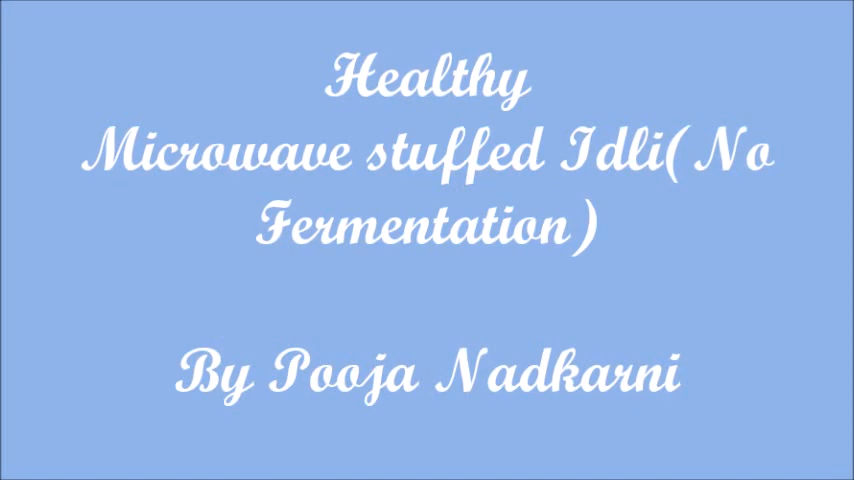 Healthy
Microwave stuffed Idli(No
Fermentation)
By Pooja Nadkarni